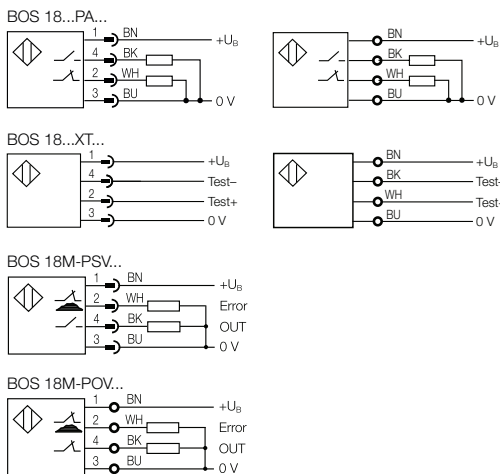 BOS 18...PA...
1 BN +UB
4 BK
2 WH
3 BU 0 V
BN +UB
BK
WH
BU 0 V
BOS 18...XT...
1 +UB
4 Test–
2 Test+
3 0 V
BN +UB
BK Test-
WH Test
BU 0 V
BOS 18M-PSV...
1 BN +UB
2 WH Error
4 BK OUT
3 BU 0 V
BOS 18M-POV...
1 BN +UB
2 WH Error
4 BK OUT
3 BU 0 V